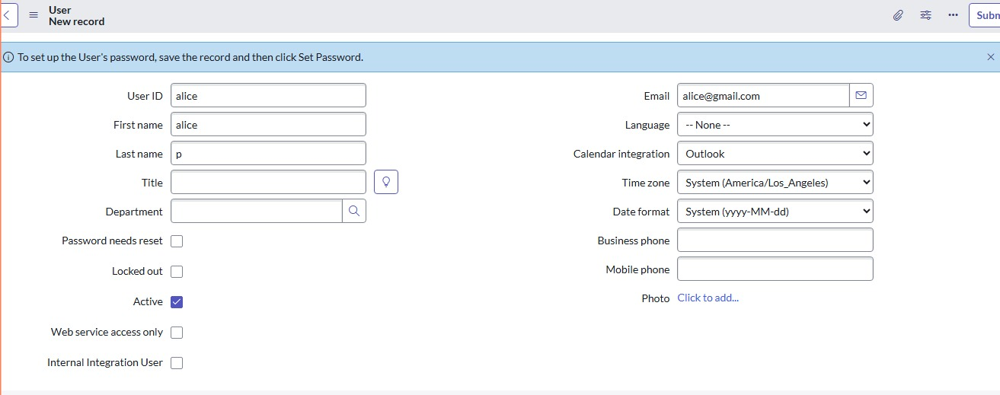 User
New record
Subm
To set up the User's password, save the record and then click Set Password.
User ID alice
First name alice
Last name p
Title
Department
Password needs reset
Locked out
Active
Web service access only
Internal Integration User
Email alice@gmail.com
Language -- None --
Calendar integration Outlook
Time zone System (America/Los_Angeles)
Date format System (yyyy-MM-dd)
Business phone
Mobile phone
Photo Click to add...